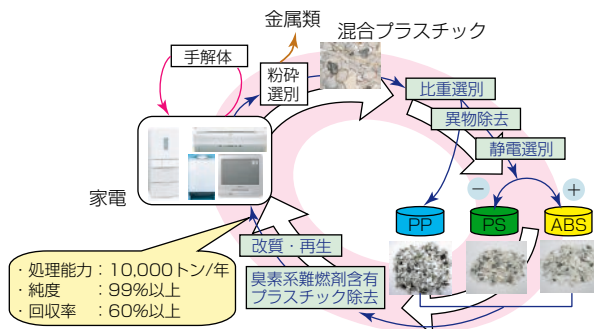 金属類
混合プラスチック
手解体
粉砕
選別
比重選別
異物除去
静電選別
家電
−
+
PP
PS
ABS
改質・再生
臭素系難燃剤含有
プラスチック除去
・処理能力：10,000トン/年
・純度　　：99%以上
・回収率　：60%以上